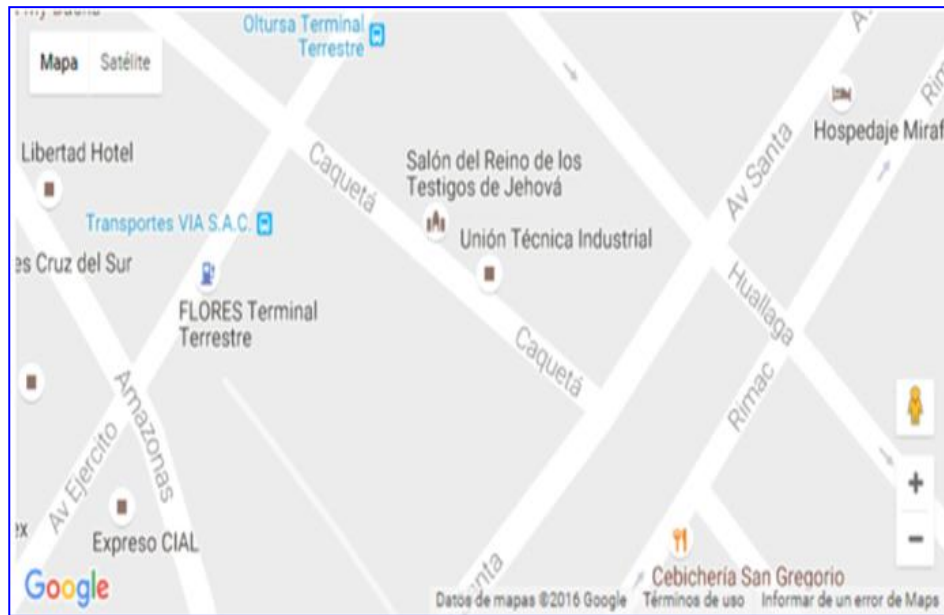 Oltursa Terminal
Terrestre
Mapa Satélite
Hospedaje Miraf
Libertad Hotel
Caquetá
Salón del Reino de los
Testigos de Jehová
Av Santa
Rim
Transportes VIA S.A.C.
Unión Técnica Industrial
es Cruz del Sur
FLORES Terminal
Terrestre
Huallaga
Caquetá
Amazonas
Rimac
Av Ejercito
+
−
ex
Expreso CIAL
Google
nta
Cebichería San Gregorio
Datos de mapas ©2016 Google Términos de uso Informar de un error de Maps